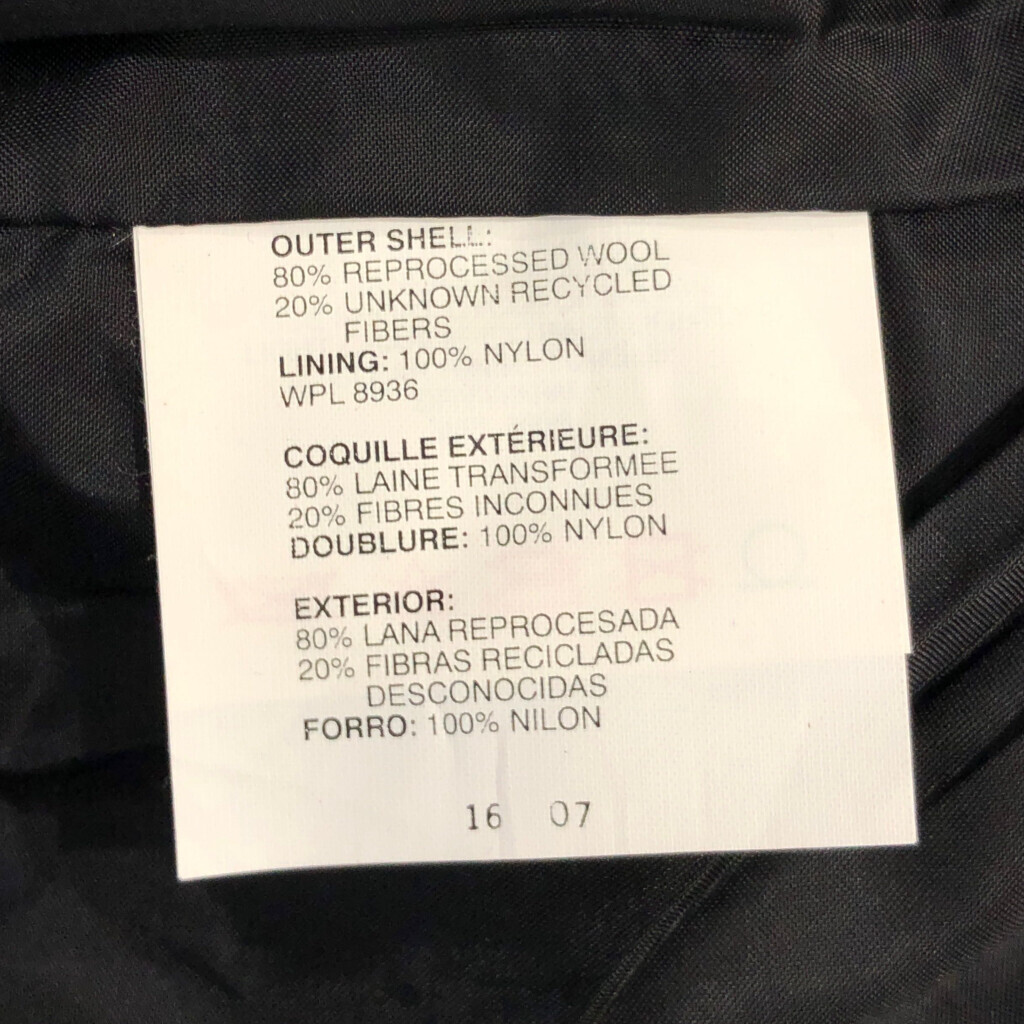 OUTER SHELL:
80% REPROCESSED WOOL
20% UNKNOWN RECYCLED
FIBERS
LINING: 100% NYLON
WPL 8936
COQUILLE EXTÉRIEURE:
80% LAINE TRANSFORMEE
20% FIBRES INCONNUES
DOUBLURE: 100% NYLON
EXTERIOR:
80% LANA REPROCESADA
20% FIBRAS RECICLADAS
DESCONOCIDAS
FORRO: 100% NILON
16 07